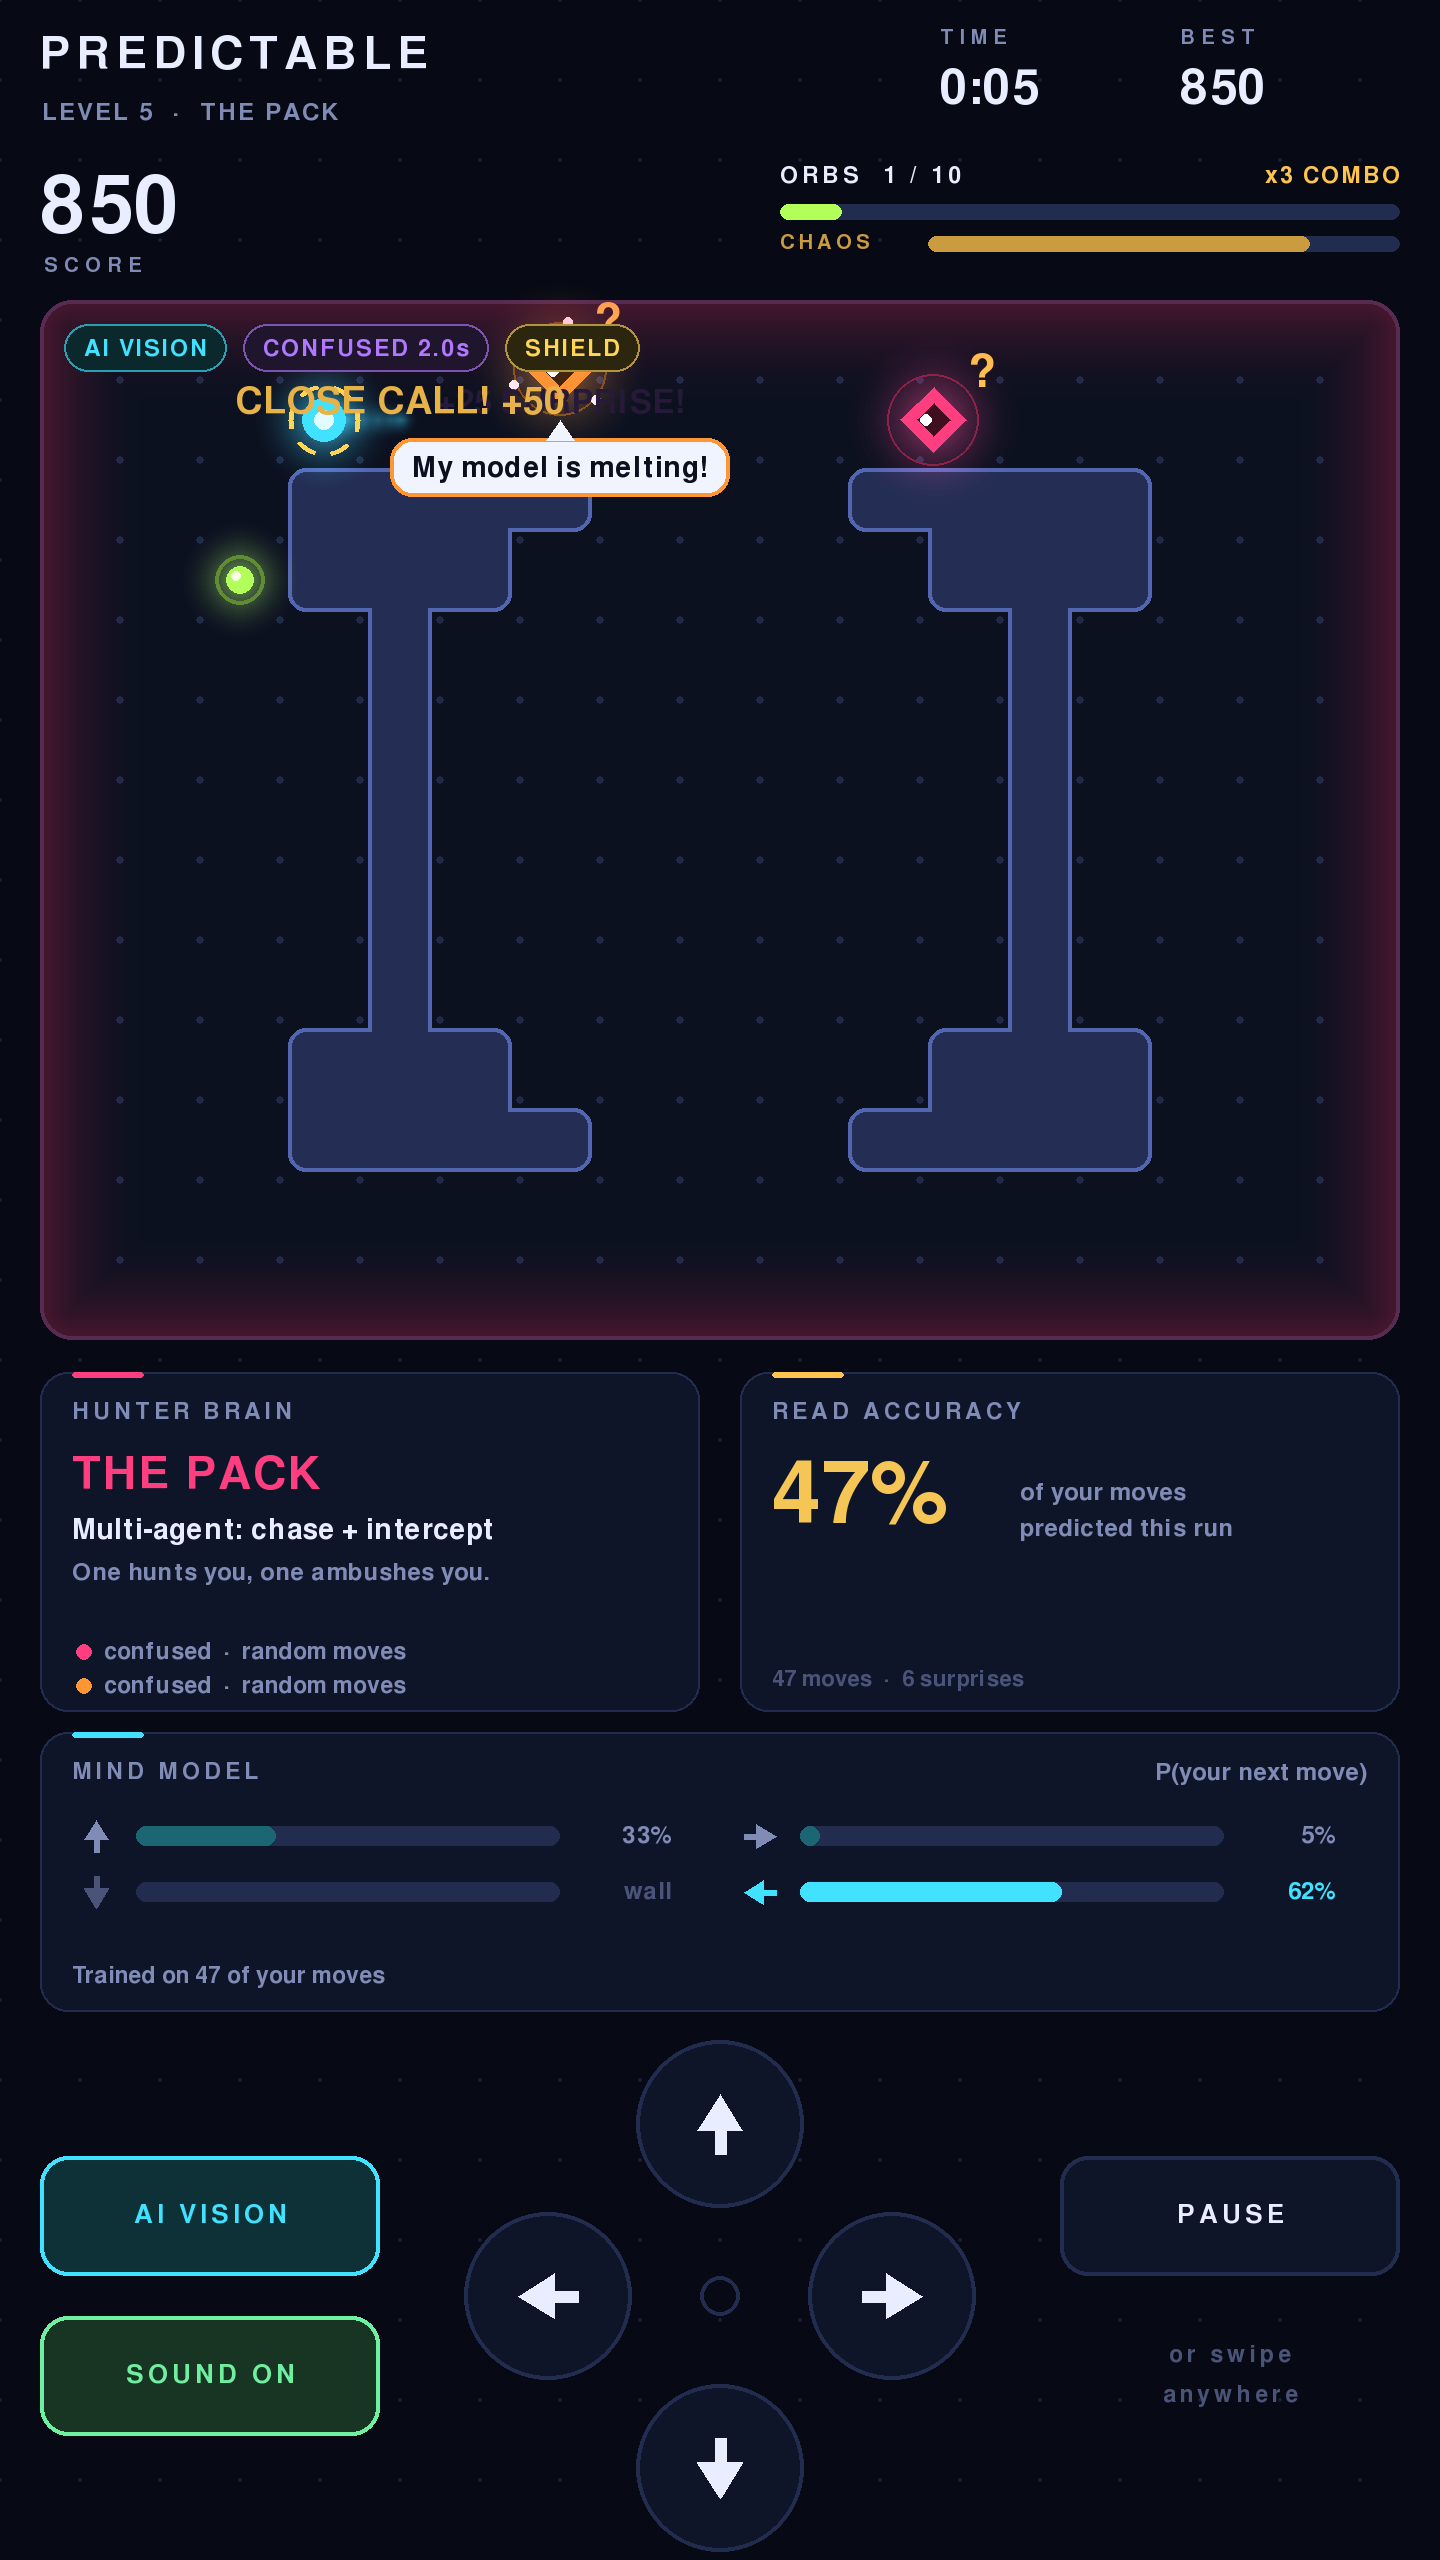 PREDICTABLE
LEVEL 5 · THE PACK
TIME
0:05
BEST
850
850
SCORE
ORBS 1 / 10
x3 COMBO
CHAOS
AI VISION
CONFUSED 2.0s
SHIELD
?
?
CLOSE CALL! +50
My model is melting!
HUNTER BRAIN
THE PACK
Multi-agent: chase + intercept
One hunts you, one ambushes you.
confused · random moves
confused · random moves
READ ACCURACY
47%
of your moves
predicted this run
47 moves · 6 surprises
MIND MODEL
P(your next move)
33%
5%
wall
62%
Trained on 47 of your moves
AI VISION
SOUND ON
PAUSE
or swipe
anywhere